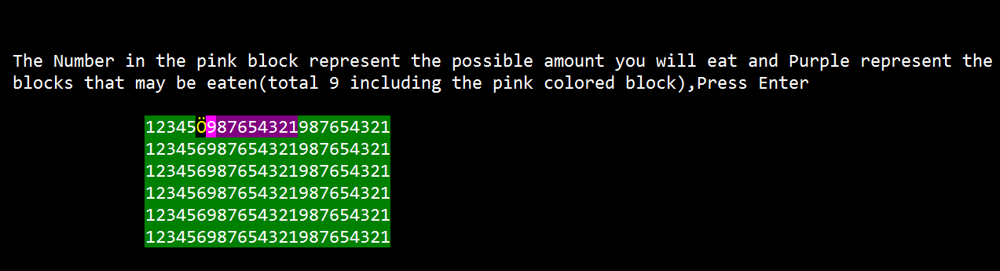 The Number in the pink block represent the possible amount you will eat and Purple represent the
blocks that may be eaten(total 9 including the pink colored block),Press Enter
12345Ö987654321987654321
123456987654321987654321
123456987654321987654321
123456987654321987654321
123456987654321987654321
123456987654321987654321